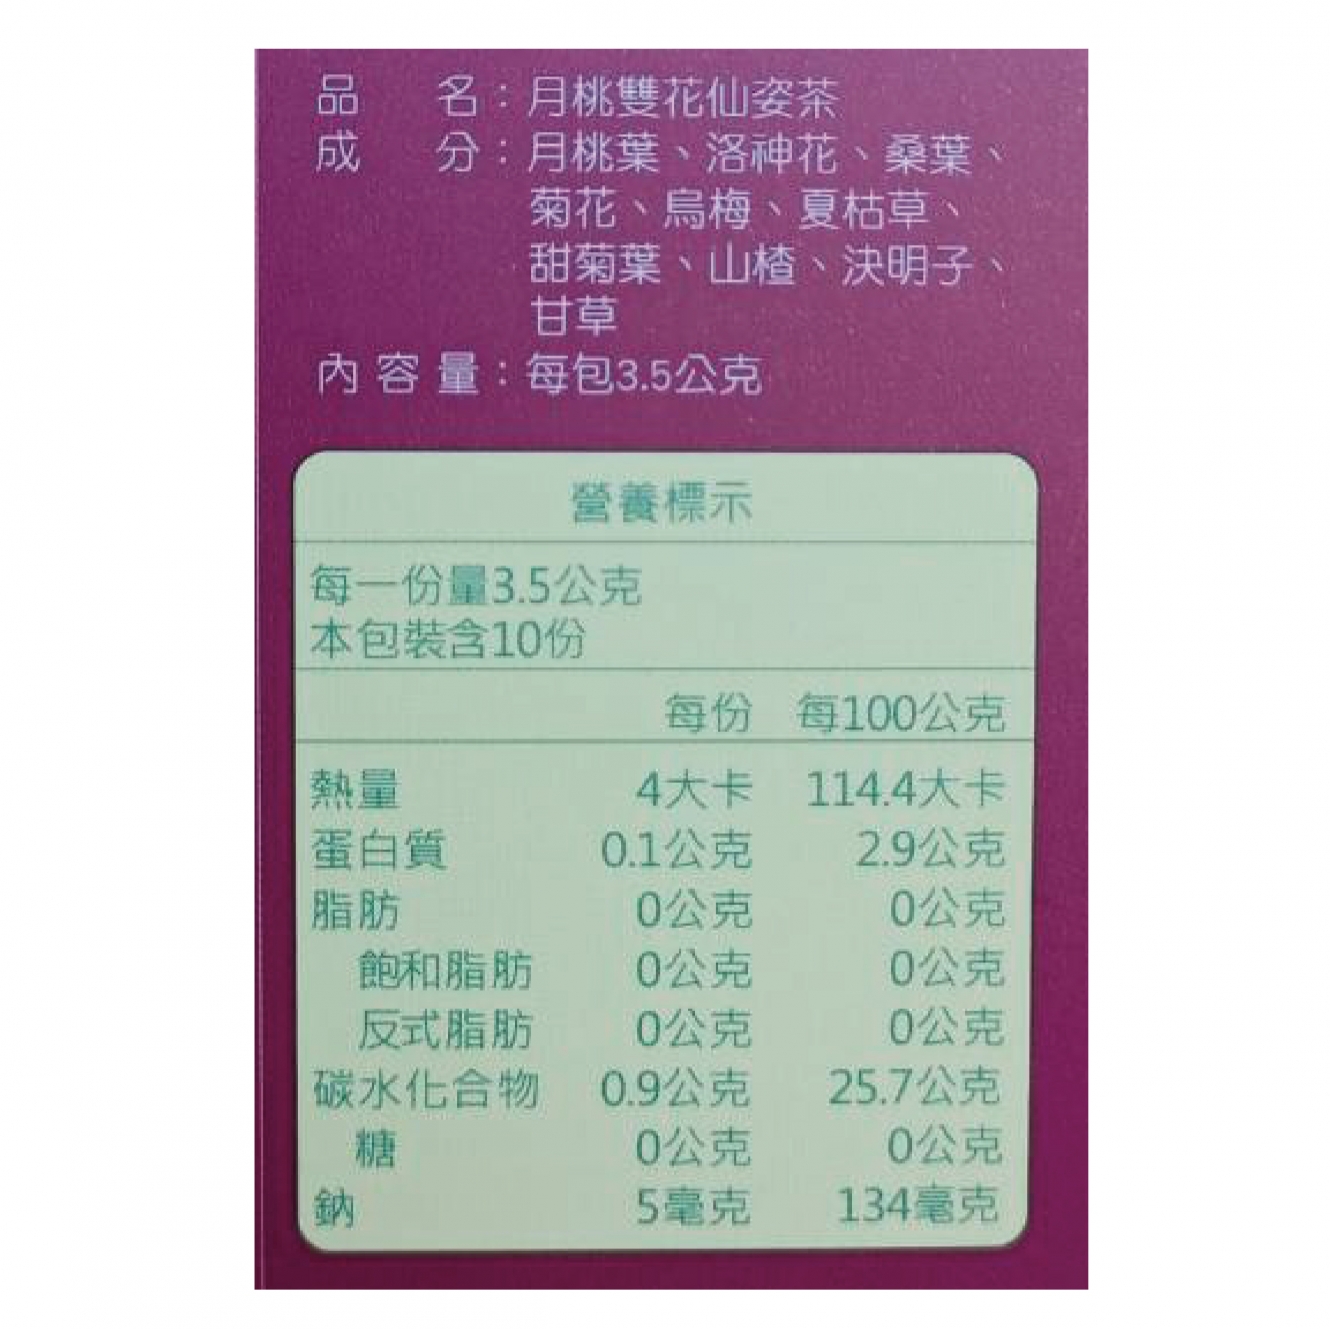 品名：月桃雙花仙姿茶
成分：月桃葉、洛神花、桑葉、
菊花、烏梅、夏枯草、
甜菊葉、山楂、決明子、
甘草
內容量：每包3.5公克
營養標示
每一份量3.5公克
本包裝含10份
每份 每100公克
熱量 4大卡 114.4大卡
蛋白質 0.1公克 2.9公克
脂肪 0公克 0公克
飽和脂肪 0公克 0公克
反式脂肪 0公克 0公克
碳水化合物 0.9公克 25.7公克
糖 0公克 0公克
鈉 5毫克 134毫克